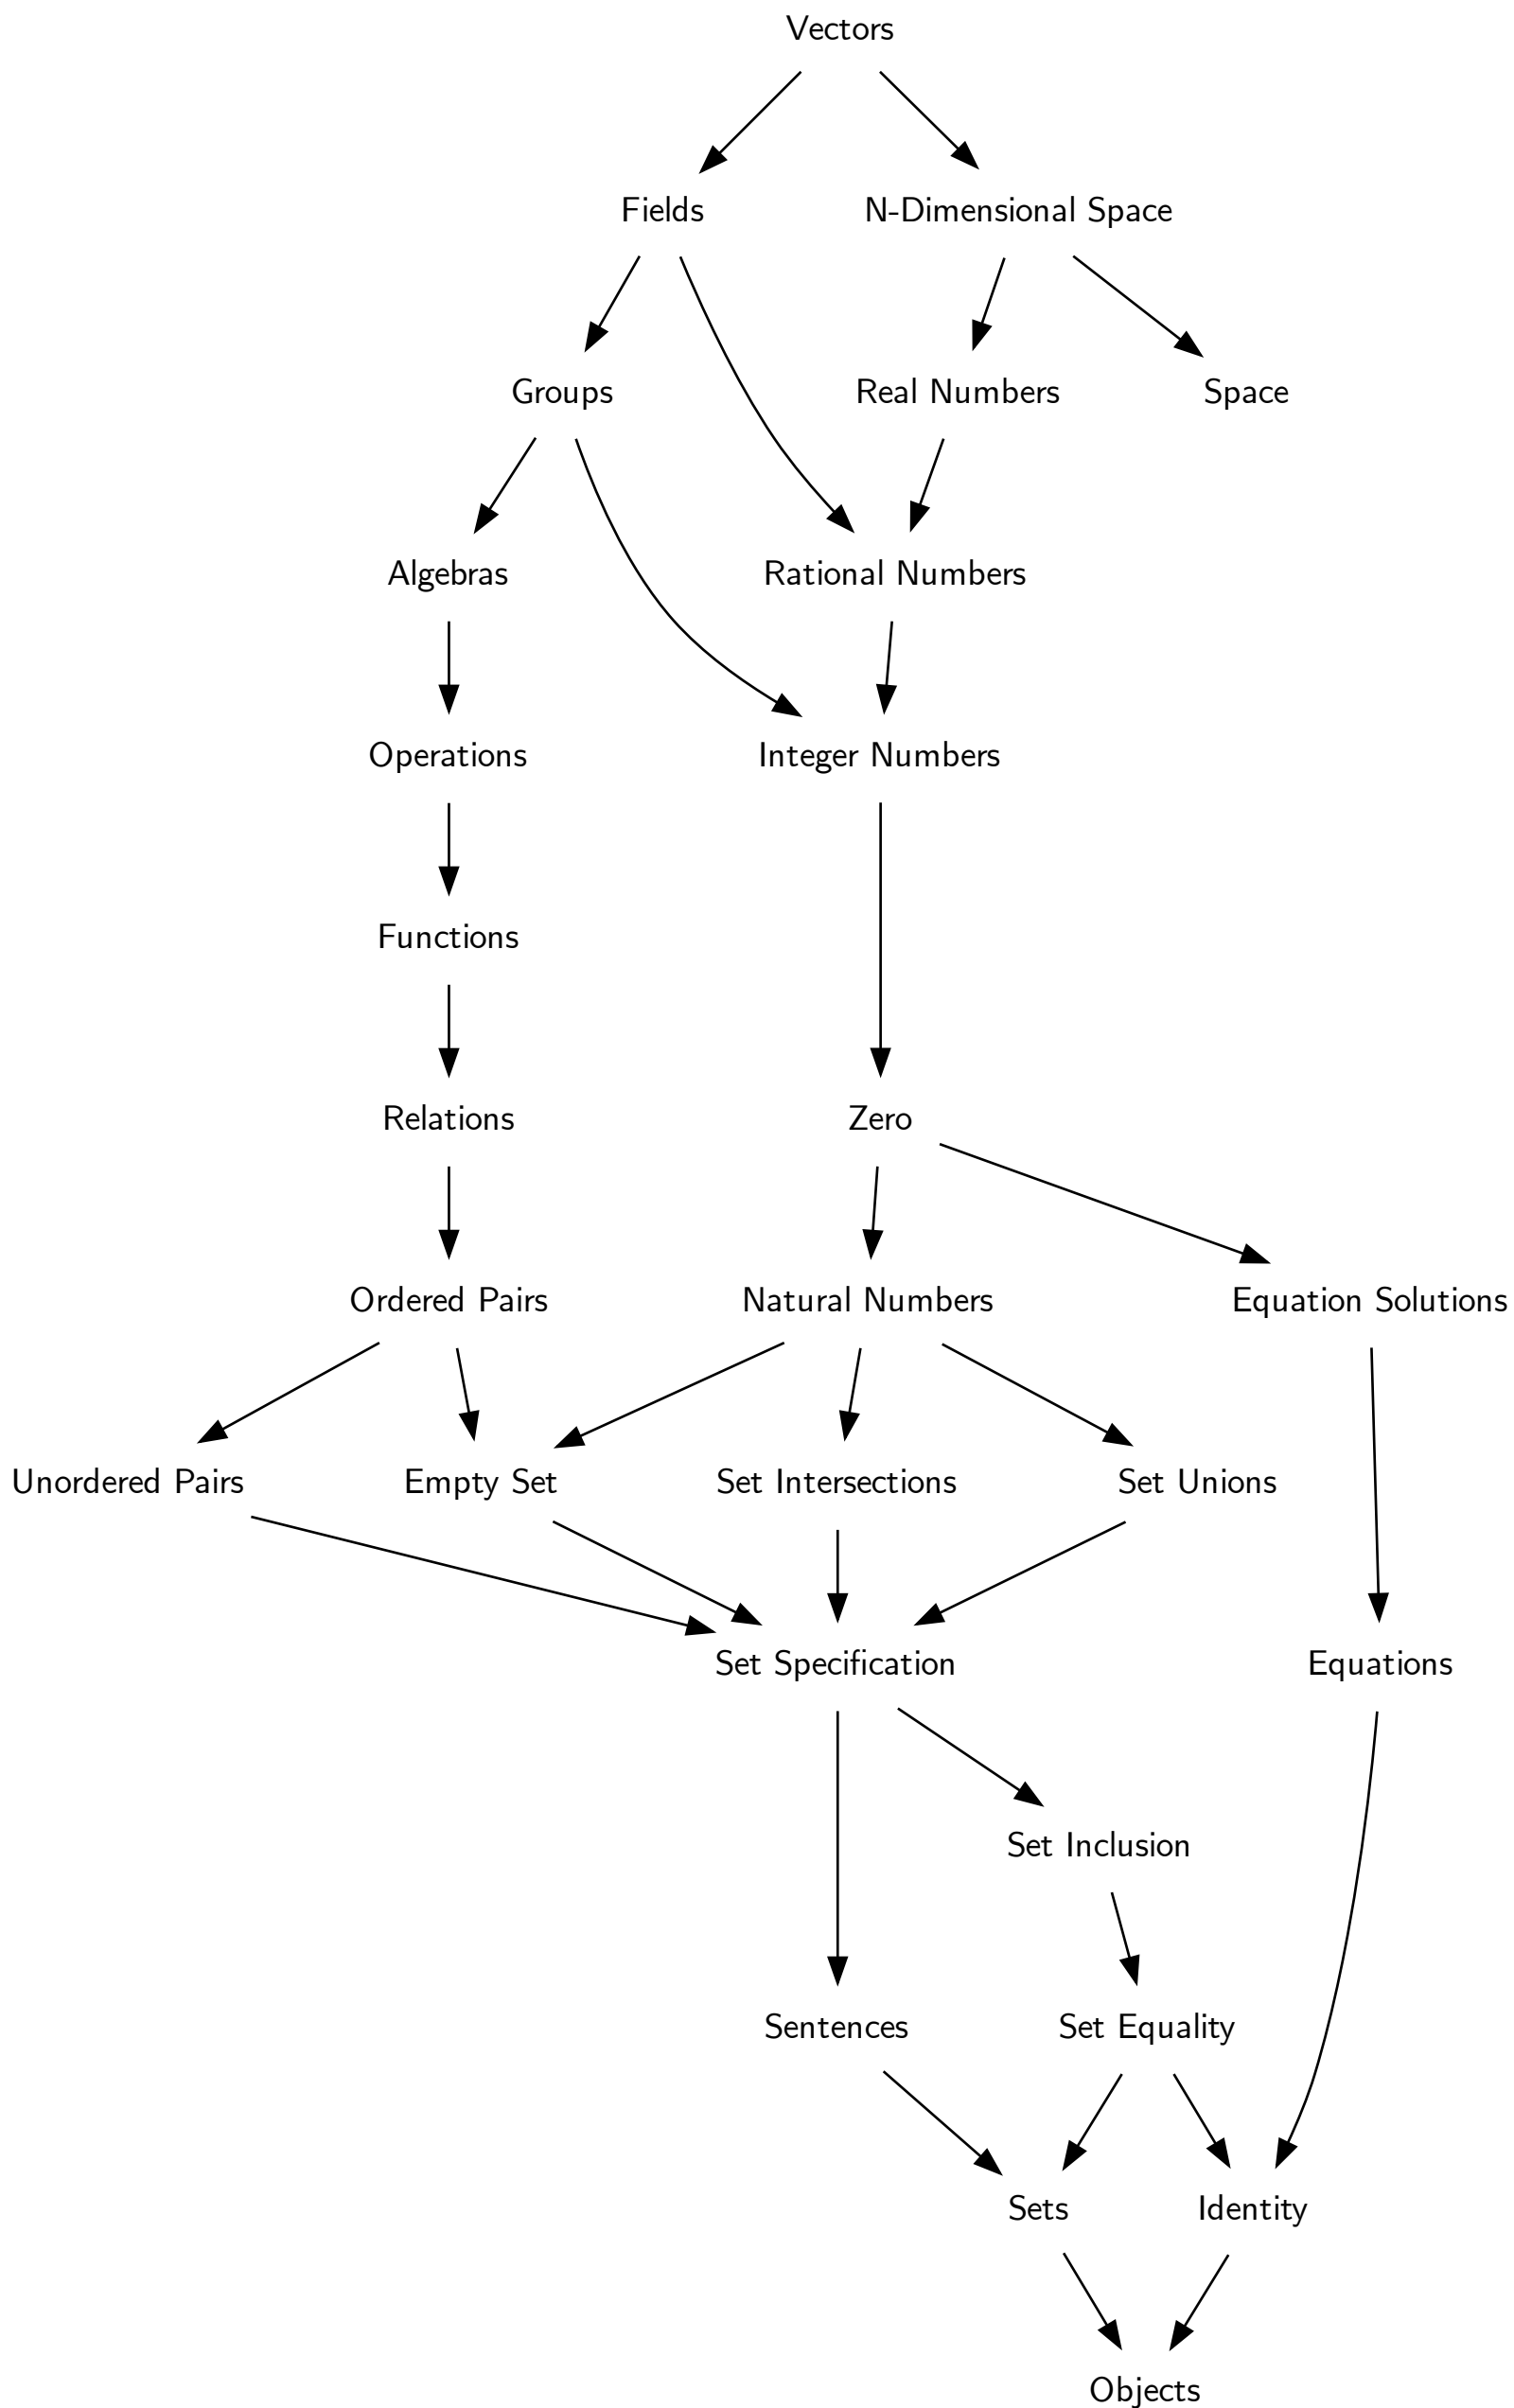 Vectors
Fields
N-Dimensional Space
Groups
Real Numbers
Space
Algebras
Rational Numbers
Operations
Integer Numbers
Functions
Relations
Zero
Ordered Pairs
Natural Numbers
Equation Solutions
Unordered Pairs
Empty Set
Set Intersections
Set Unions
Set Specification
Equations
Set Inclusion
Sentences
Set Equality
Sets
Identity
Objects